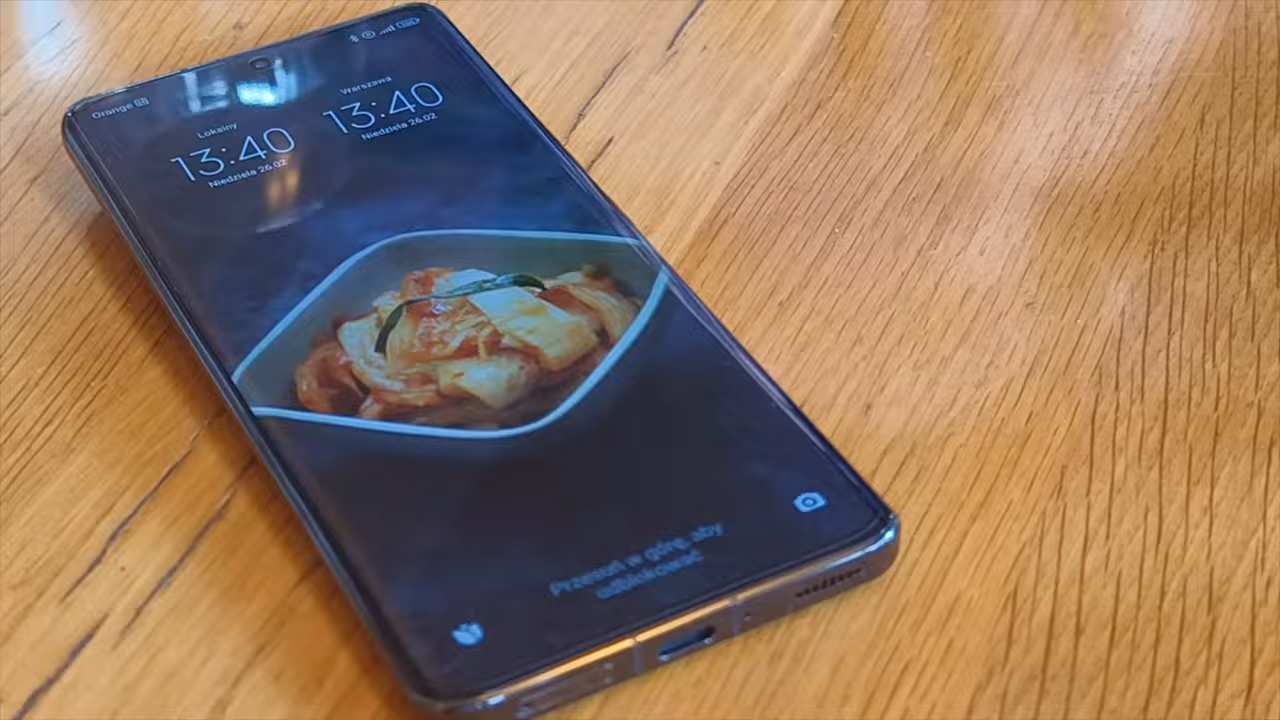 Orange
Lokalny
13:40
Niedziela 26.02
Warszawa
13:40
Niedziela 26.02
Przesuń w górę, aby
odblokować